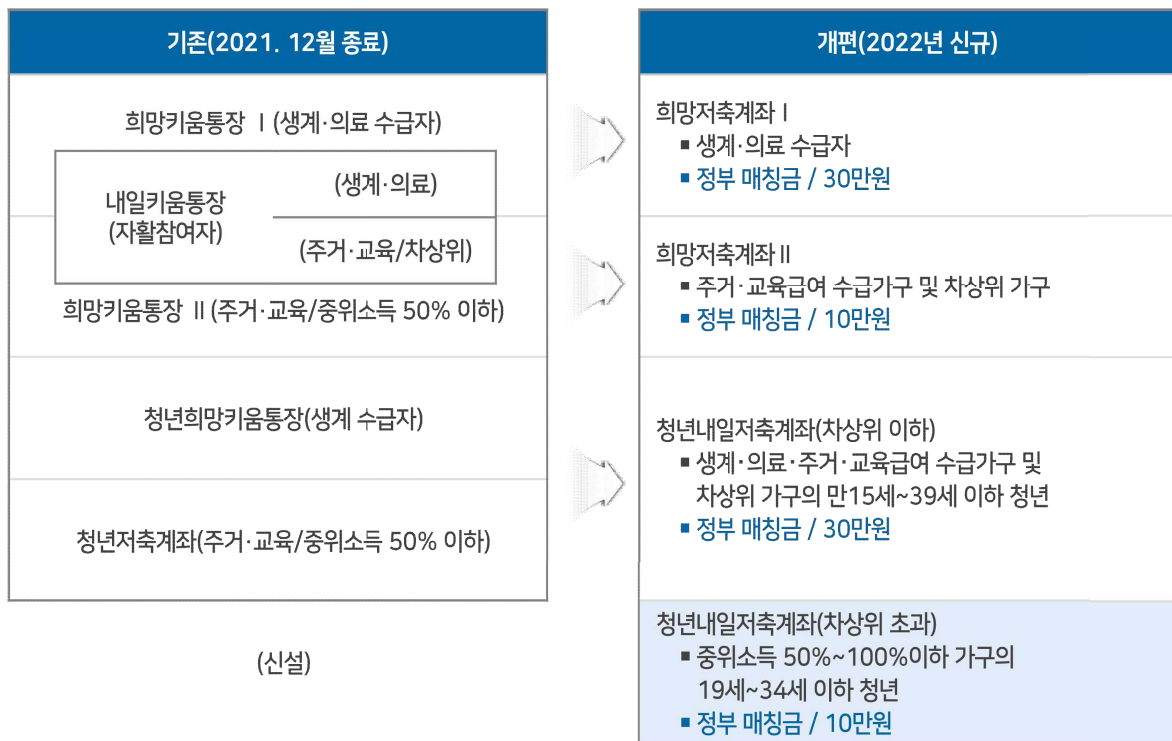 기존(2021. 12월 종료)
희망키움통장 Ⅰ (생계·의료 수급자)
내일키움통장
(자활참여자)
(생계·의료)
(주거·교육/차상위)
희망키움통장 Ⅱ (주거·교육/중위소득 50% 이하)
청년희망키움통장(생계 수급자)
청년저축계좌(주거·교육/중위소득 50% 이하)
(신설)
개편(2022년 신규)
희망저축계좌Ⅰ
▪ 생계·의료 수급자
▪ 정부 매칭금 / 30만원
희망저축계좌Ⅱ
▪ 주거·교육급여 수급가구 및 차상위 가구
▪ 정부 매칭금 / 10만원
청년내일저축계좌(차상위 이하)
▪ 생계·의료·주거·교육급여 수급가구 및
차상위 가구의 만15세~39세 이하 청년
▪ 정부 매칭금 / 30만원
청년내일저축계좌(차상위 초과)
▪ 중위소득 50%~100%이하 가구의
19세~34세 이하 청년
▪ 정부 매칭금 / 10만원